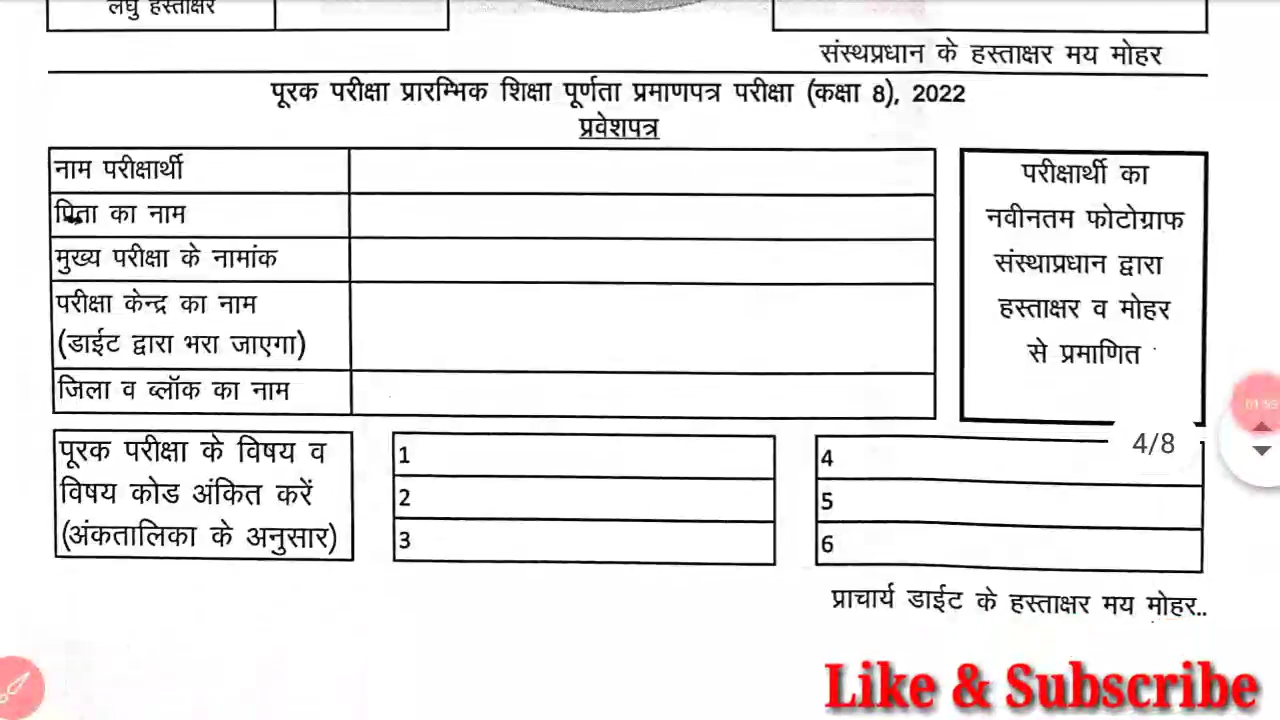 लघु हस्ताक्षर
संस्थप्रधान के हस्ताक्षर मय मोहर
पूरक परीक्षा प्रारम्भिक शिक्षा पूर्णता प्रमाणपत्र परीक्षा (कक्षा 8), 2022
प्रवेशपत्र
नाम परीक्षार्थी
पिता का नाम
मुख्य परीक्षा के नामांक
परीक्षा केन्द्र का नाम
(डाईट द्वारा भरा जाएगा)
जिला व ब्लॉक का नाम
परीक्षार्थी का
नवीनतम फोटोग्राफ
संस्थाप्रधान द्वारा
हस्ताक्षर व मोहर
से प्रमाणित
01:55
4/8
पूरक परीक्षा के विषय व
विषय कोड अंकित करें
(अंकतालिका के अनुसार)
1
2
3
4
5
6
प्राचार्य डाईट के हस्ताक्षर मय मोहर..
Like & Subscribe